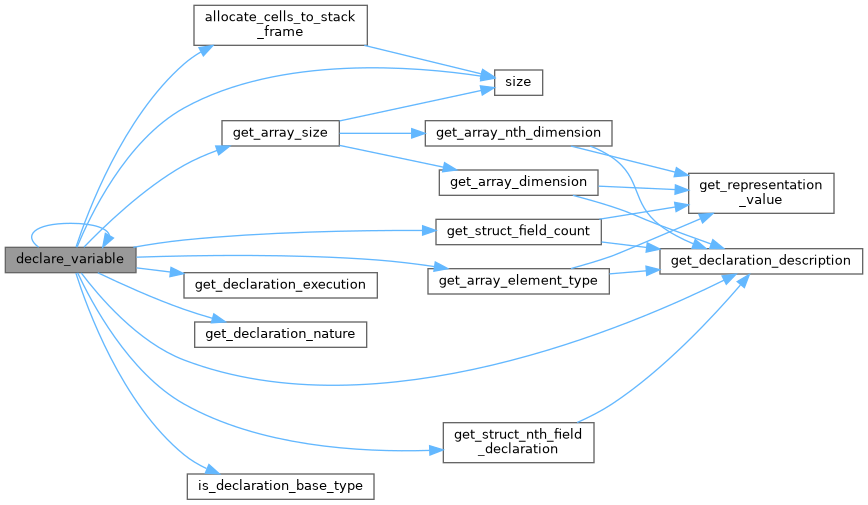 allocate_cells_to_stack
_frame
size
get_array_size
get_array_nth_dimension
get_array_dimension
get_representation
_value
get_struct_field_count
declare_variable
get_declaration_description
get_array_element_type
get_declaration_execution
get_declaration_nature
get_struct_nth_field
_declaration
is_declaration_base_type